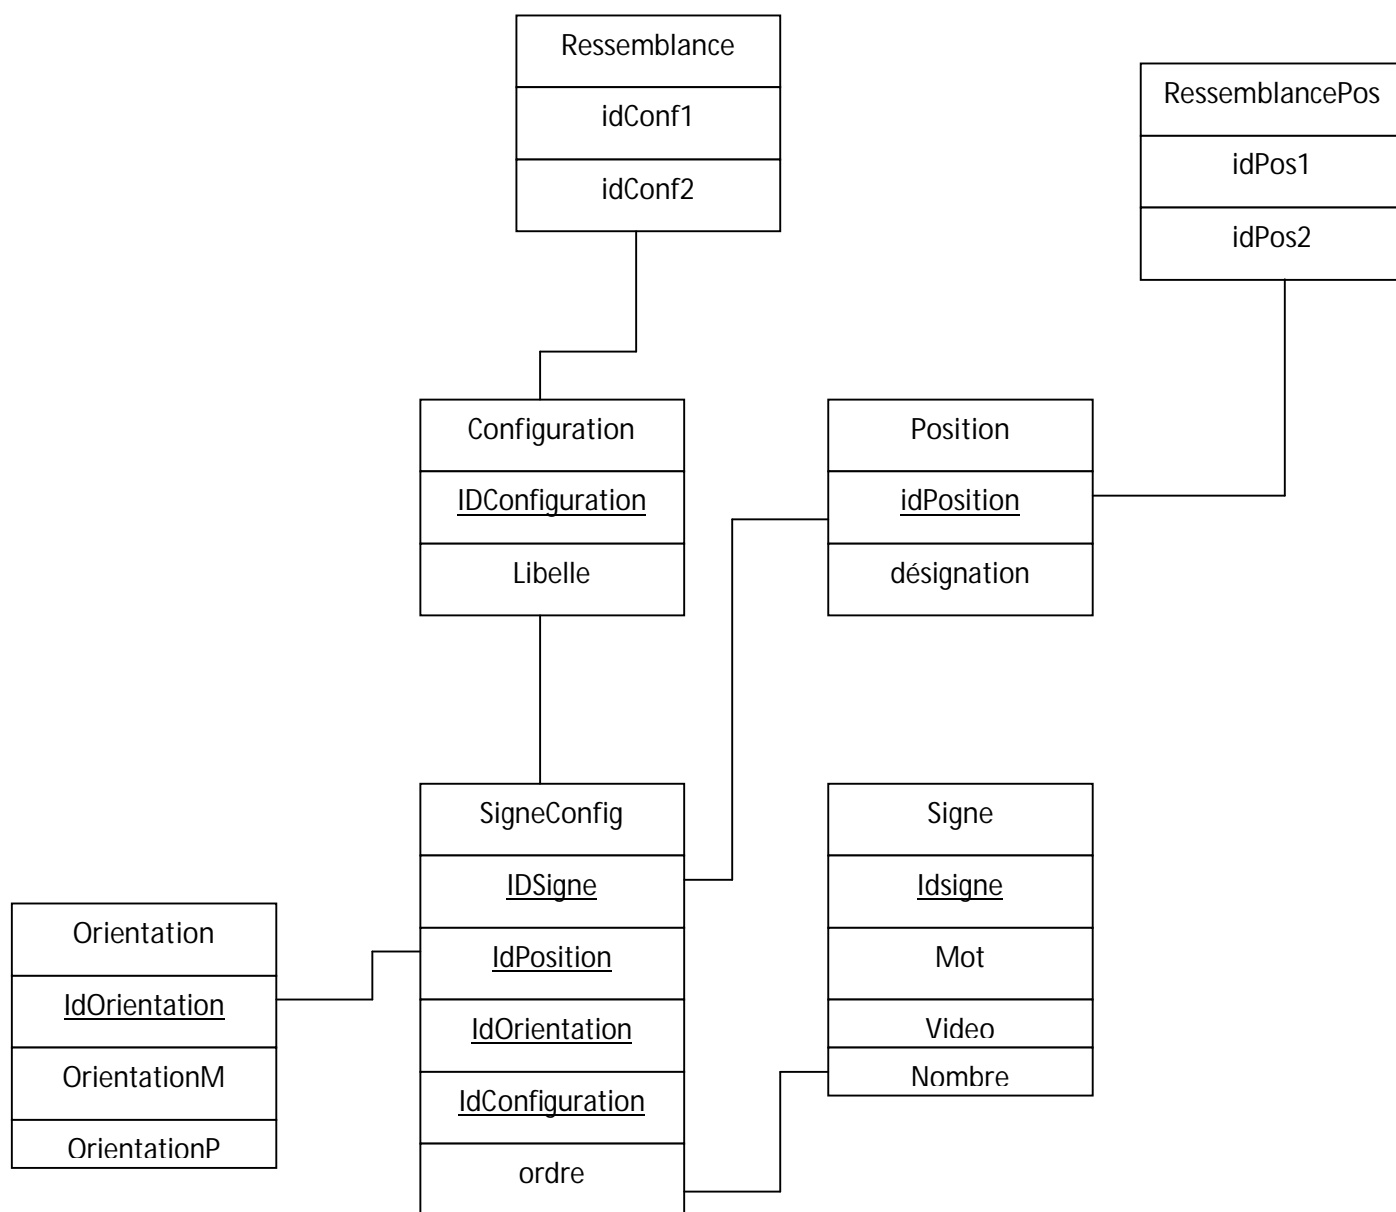 Ressemblance
idConf1
idConf2
RessemblancePos
idPos1
idPos2
Configuration
IDConfiguration
Libelle
Position
idPosition
désignation
SigneConfig
IDSigne
IdPosition
IdOrientation
IdConfiguration
ordre
Signe
Idsigne
Mot
Video
Nombre
Orientation
IdOrientation
OrientationM
OrientationP